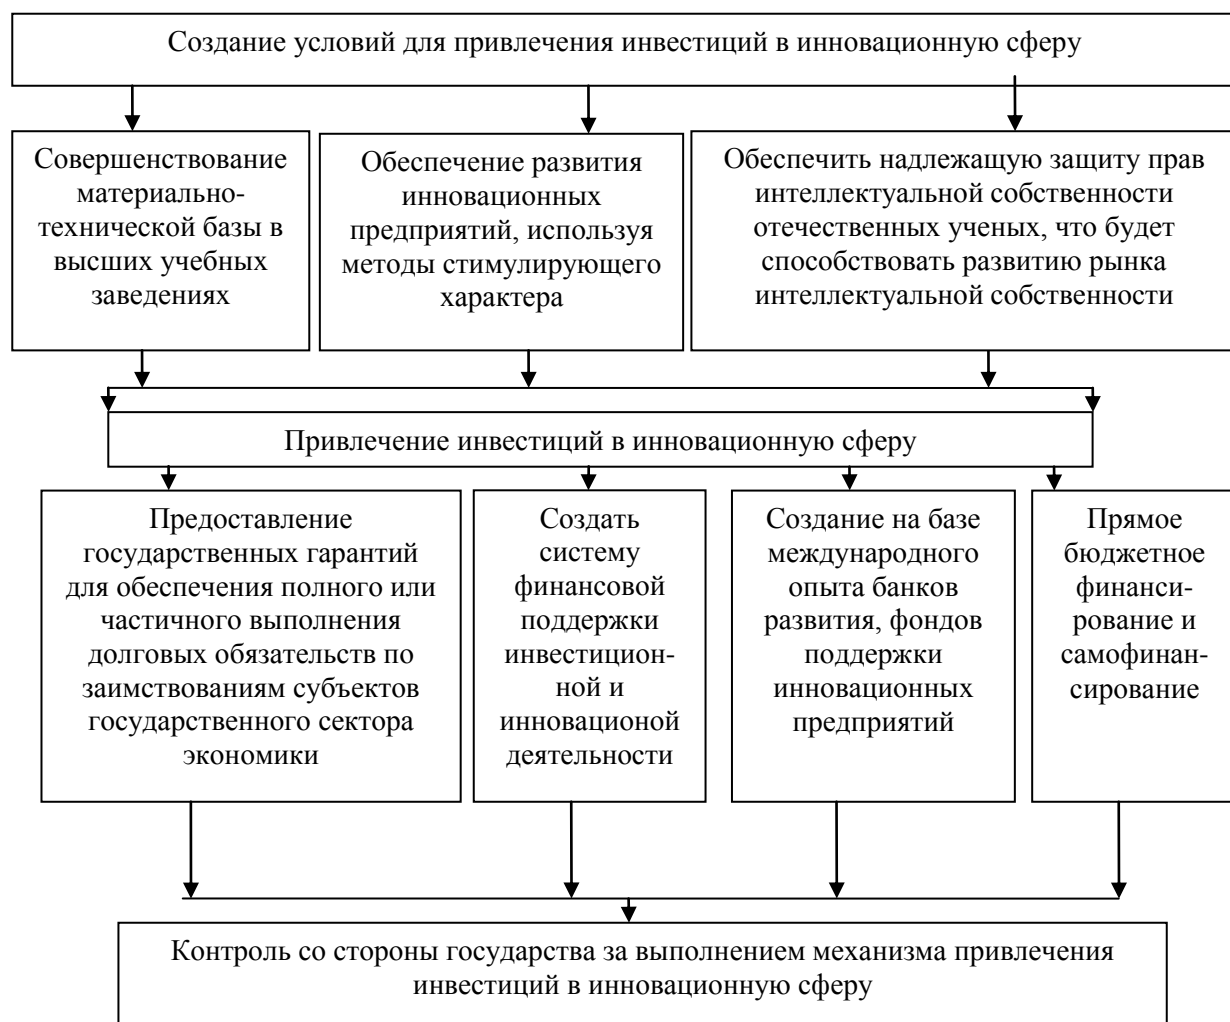 Создание условий для привлечения инвестиций в инновационную сферу
Совершенствование
материально-
технической базы в
высших учебных
заведениях
Обеспечение развития
инновационных
предприятий, используя
методы стимулирующего
характера
Обеспечить надлежащую защиту прав
интеллектуальной собственности
отечественных ученых, что будет
способствовать развитию рынка
интеллектуальной собственности
Привлечение инвестиций в инновационную сферу
Предоставление
государственных гарантий
для обеспечения полного или
частичного выполнения
долговых обязательств по
заимствованиям субъектов
государственного сектора
экономики
Создать
систему
финансовой
поддержки
инвестицион-
ной и
инновационой
деятельности
Создание на базе
международного
опыта банков
развития, фондов
поддержки
инновационных
предприятий
Прямое
бюджетное
финанси-
рование и
самофинан-
сирование
Контроль со стороны государства за выполнением механизма привлечения
инвестиций в инновационную сферу